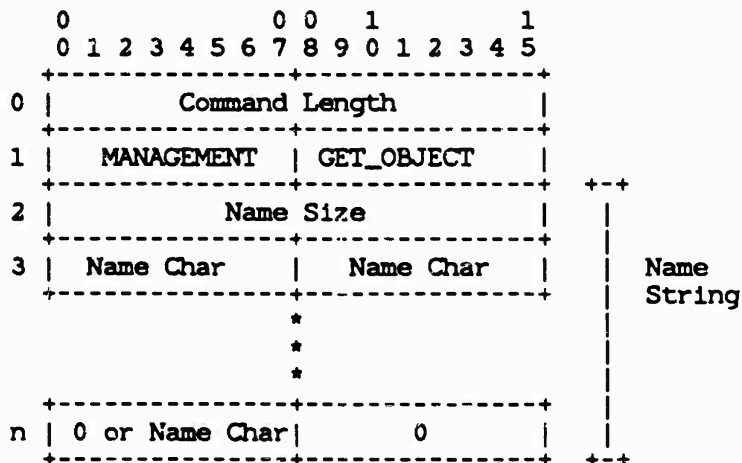 0 0 0 1 1
0 1 2 3 4 5 6 7 8 9 0 1 2 3 4 5
+---------------+---------------+
0 | Command Length |
+---------------+---------------+
1 | MANAGEMENT | GET_OBJECT |
+---------------+---------------+ +-+
2 | Name Size | |
+---------------+---------------+ |
3 | Name Char | Name Char | | Name
+---------------+---------------+ | String
*
*
*
+---------------+---------------+
n | 0 or Name Char| 0 | |
+---------------+---------------+ +-+